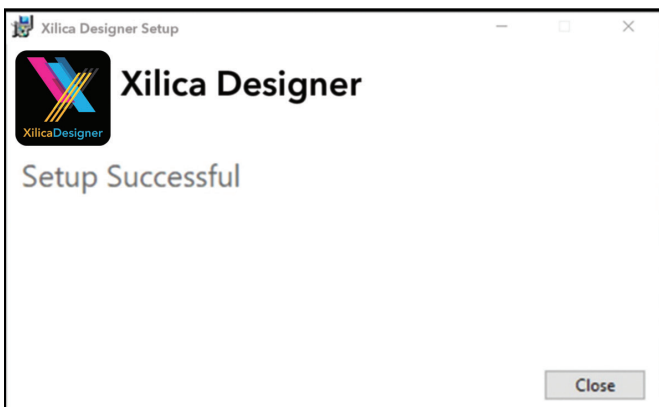 Xilica Designer Setup
Xilica Designer
XilicaDesigner
Setup Successful
Close